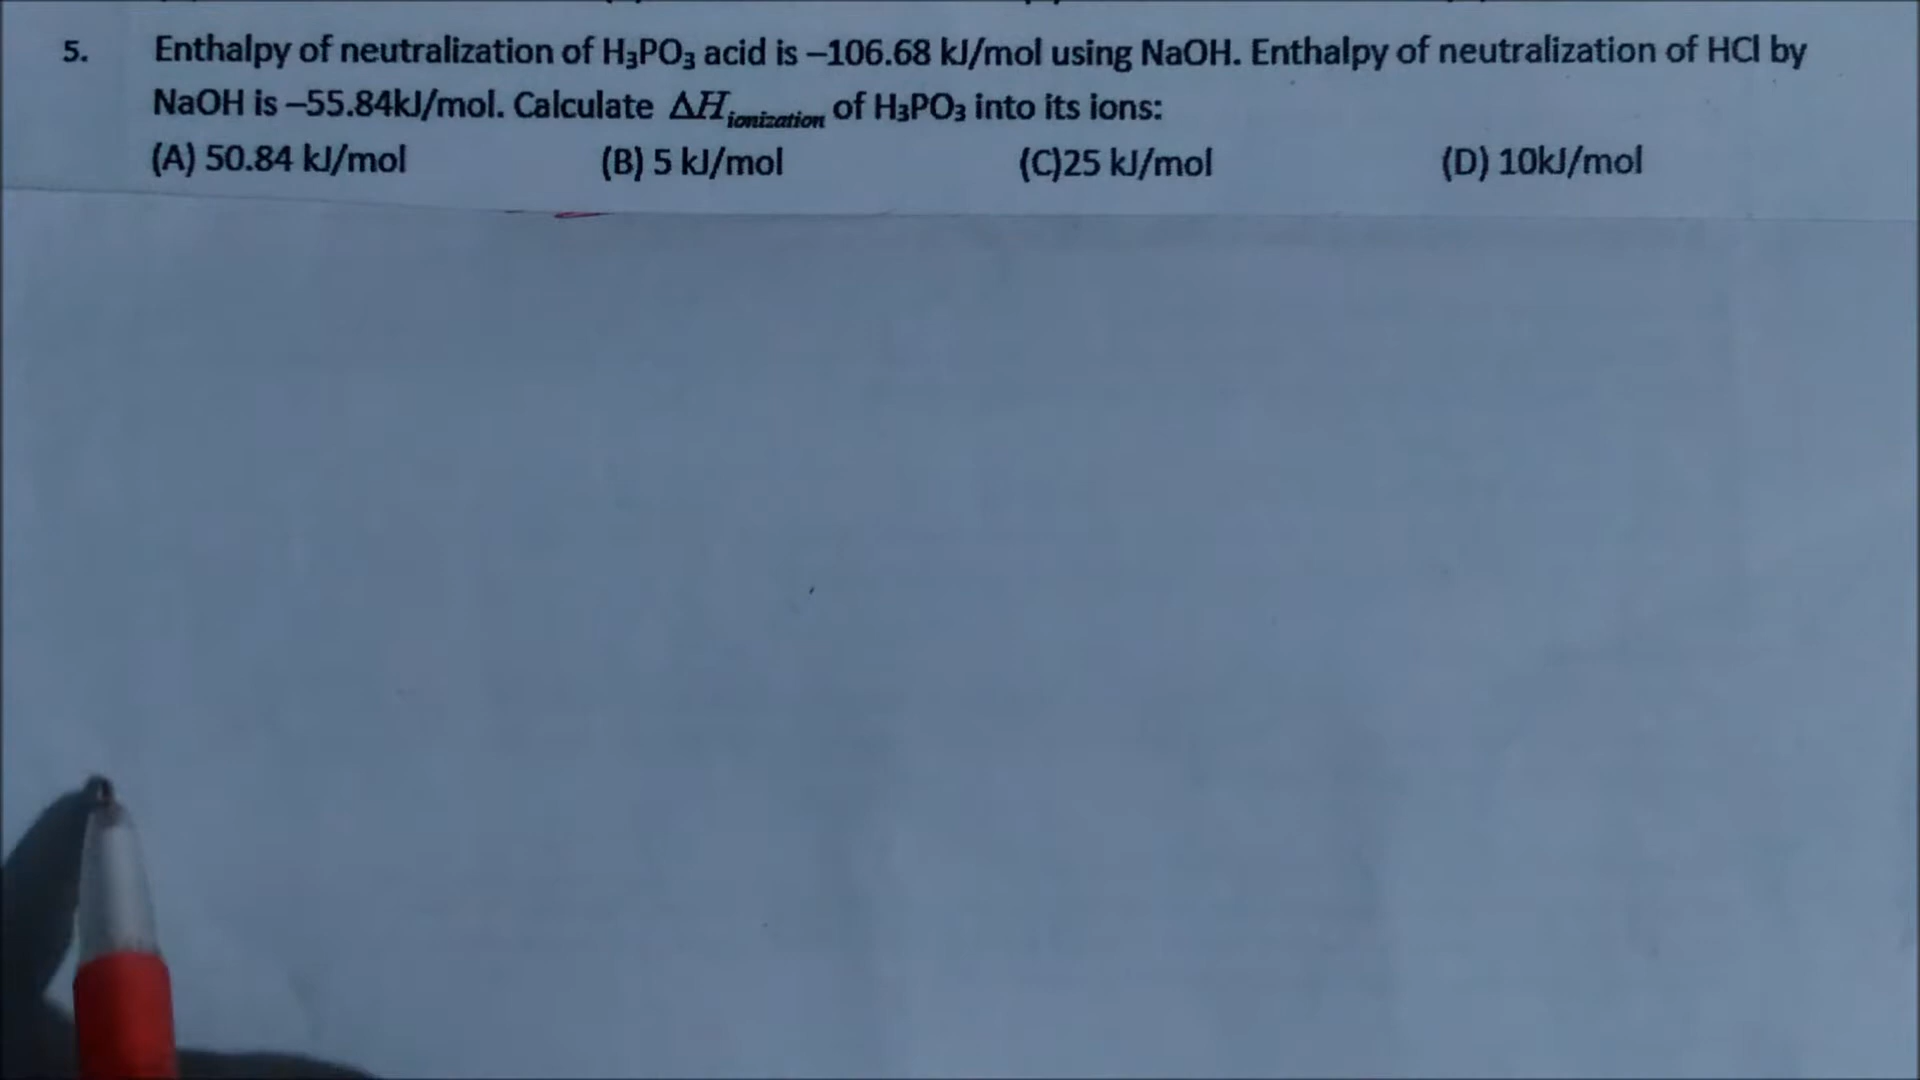 5. Enthalpy of neutralization of H₃PO₃ acid is –106.68 kJ/mol using NaOH. Enthalpy of neutralization of HCl by
NaOH is –55.84kJ/mol. Calculate ΔH_ionization of H₃PO₃ into its ions:
(A) 50.84 kJ/mol (B) 5 kJ/mol (C)25 kJ/mol (D) 10kJ/mol